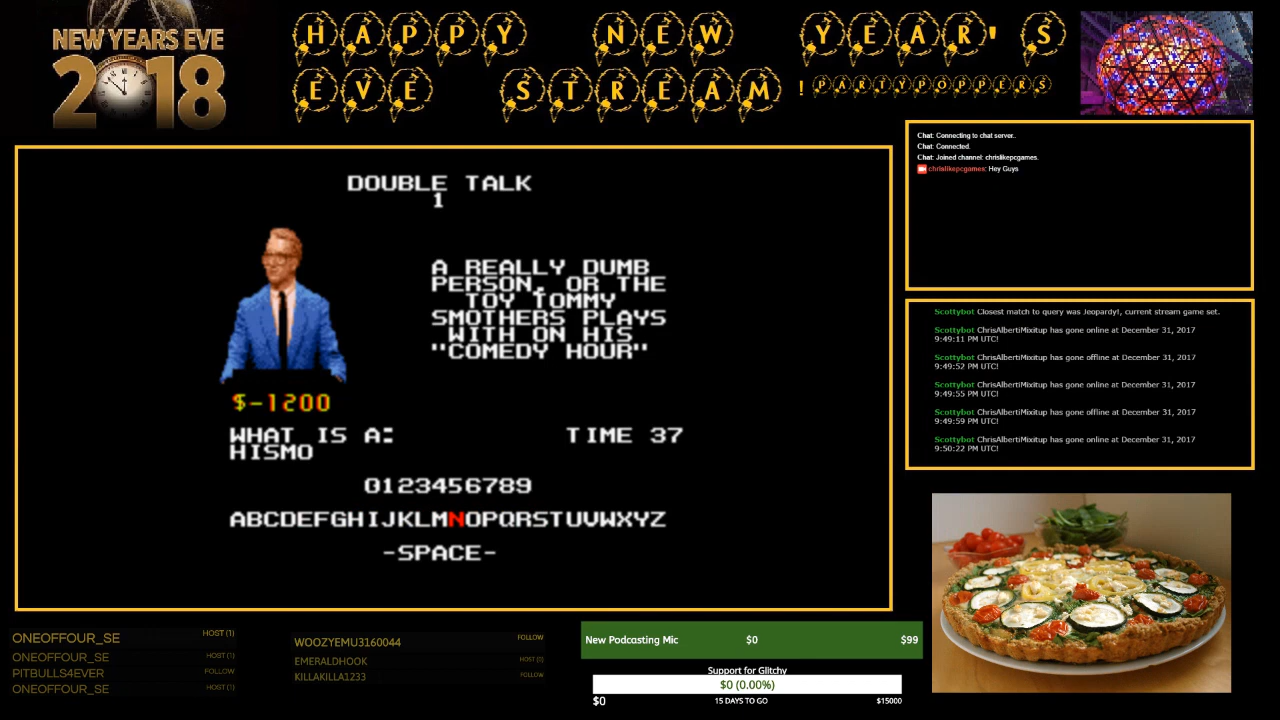 NEW YEARS EVE
2018
HAPPY NEW YEAR'S
EVE STREAM !PARTYPOPPERS
Chat: Connecting to chat server..
Chat: Connected.
Chat: Joined channel: chrislikepcgames.
chrislikepcgames: Hey Guys
DOUBLE TALK
1
A REALLY DUMB
PERSON, OR THE
TOY TOMMY
SMOTHERS PLAYS
WITH ON HIS
"COMEDY HOUR"
$-1200
WHAT IS A: TIME 37
HISMO
0123456789
ABCDEFGHIJKLMNOPQRSTUVWXYZ
-SPACE-
Scottybot Closest match to query was Jeopardy!, current stream game set.
Scottybot ChrisAlbertiMixitup has gone online at December 31, 2017
9:49:11 PM UTC!
Scottybot ChrisAlbertiMixitup has gone offline at December 31, 2017
9:49:52 PM UTC!
Scottybot ChrisAlbertiMixitup has gone online at December 31, 2017
9:49:55 PM UTC!
Scottybot ChrisAlbertiMixitup has gone offline at December 31, 2017
9:49:59 PM UTC!
Scottybot ChrisAlbertiMixitup has gone online at December 31, 2017
9:50:22 PM UTC!
ONEOFFOUR_SE HOST (1)
ONEOFFOUR_SE HOST (1)
PITBULLS4EVER FOLLOW
ONEOFFOUR_SE HOST (1)
WOOZYEMU3160044 FOLLOW
EMERALDHOOK HOST (0)
KILLAKILLA1233 FOLLOW
New Podcasting Mic $0 $99
Support for Glitchy
$0 (0.00%)
$0 15 DAYS TO GO $15000